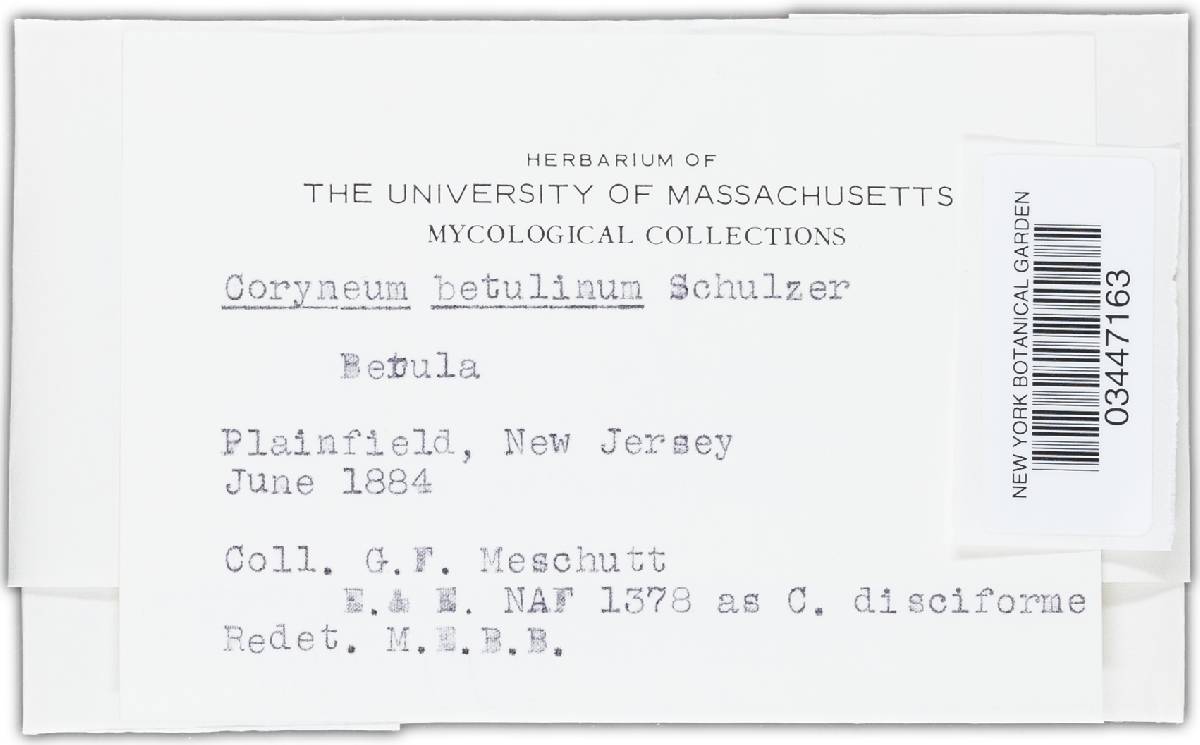 HERBARIUM OF
THE UNIVERSITY OF MASSACHUSETTS
MYCOLOGICAL COLLECTIONS
Coryneum betulinum Schulzer
Betula
Plainfield, New Jersey
June 1884
Coll. G.F. Meschutt
E.& E. NAF 1378 as C. disciforme
Redet. M.E.B.B.
NEW YORK BOTANICAL GARDEN
03447163